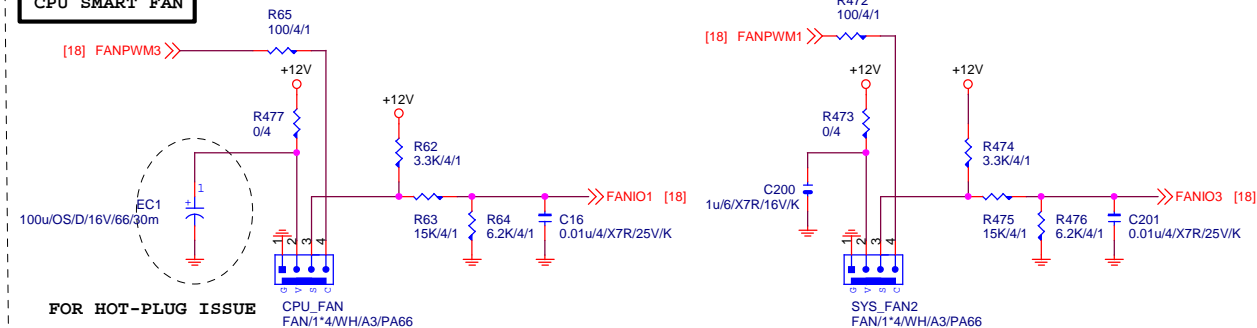 CPU SMART FAN
R65
100/4/1
[18] FANPWM3
+12V
R477
0/4
+12V
R62
3.3K/4/1
1
+
EC1
100u/OS/D/16V/66/30m
R63
15K/4/1
R64
6.2K/4/1
C16
0.01u/4/X7R/25V/K
FANIO1 [18]
1
2
3
4
G
V
S
C
FOR HOT-PLUG ISSUE
CPU_FAN
FAN/1*4/WH/A3/PA66
R472
100/4/1
[18] FANPWM1
+12V
R473
0/4
+12V
R474
3.3K/4/1
C200
1u/6/X7R/16V/K
R475
15K/4/1
R476
6.2K/4/1
C201
0.01u/4/X7R/25V/K
FANIO3 [18]
1
2
3
4
G
V
S
C
SYS_FAN2
FAN/1*4/WH/A3/PA66